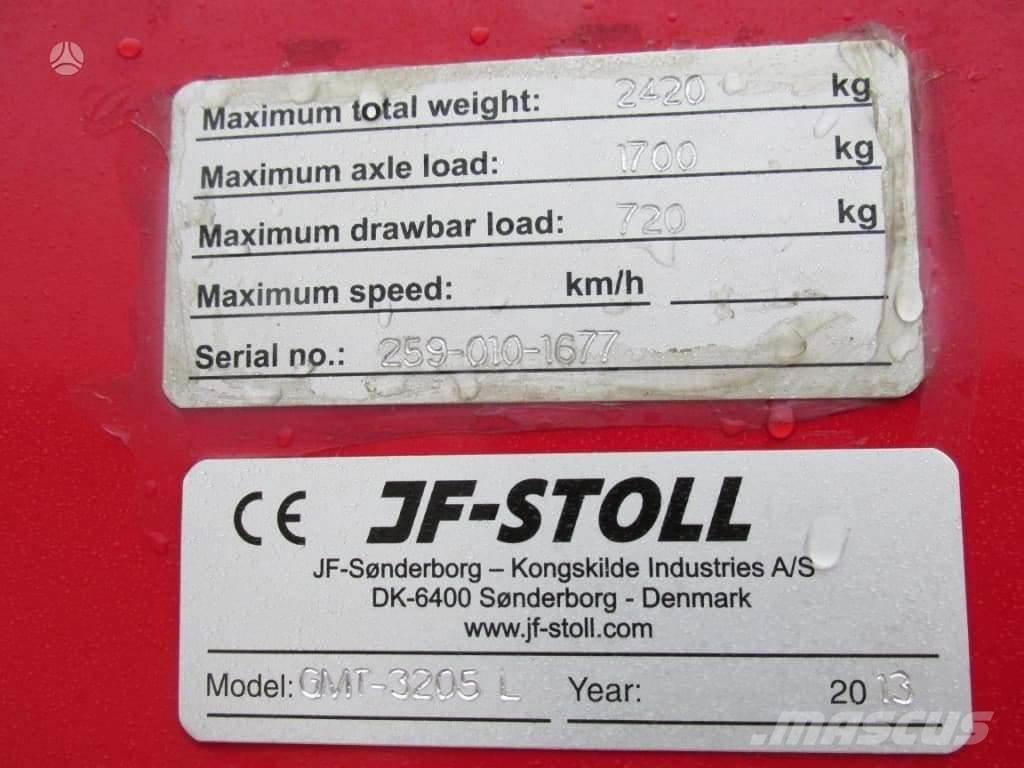 Maximum total weight: 2420 kg
Maximum axle load: 1700 kg
Maximum drawbar load: 720 kg
Maximum speed: km/h
Serial no.: 259-010-1677
CE JF-STOLL
JF-Sønderborg – Kongskilde Industries A/S
DK-6400 Sønderborg - Denmark
www.jf-stoll.com
Model: GMT-3205 L Year: 2013
MASCUS